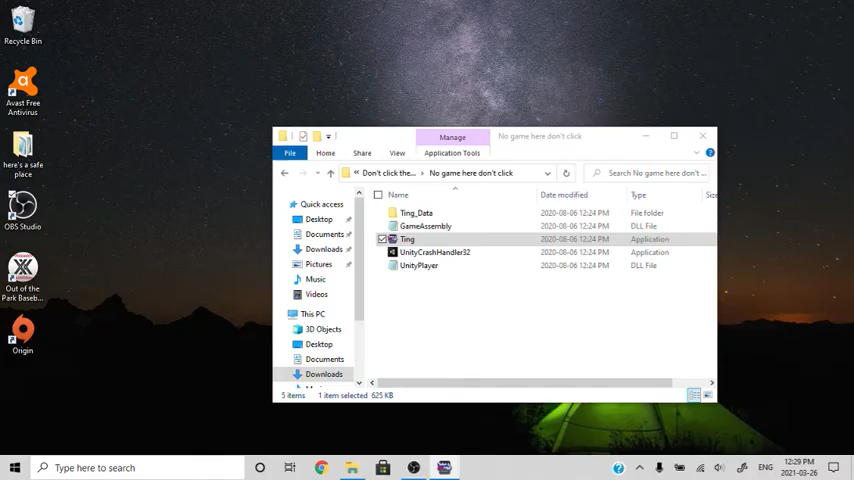 Recycle Bin
Avast Free
Antivirus
here's a safe
place
OBS Studio
Out of the
Park Baseb...
Origin
Manage
No game here don't click
File
Home
Share
View
Application Tools
« Don't click the...
No game here don't click
Search No game here don't ...
Name
Date modified
Type
Size
Quick access
Desktop
Documents
Downloads
Pictures
Music
Videos
This PC
3D Objects
Desktop
Documents
Downloads
Ting_Data
2020-08-06 12:24 PM
File folder
GameAssembly
2020-08-06 12:24 PM
DLL File
Ting
2020-08-06 12:24 PM
Application
UnityCrashHandler32
2020-08-06 12:24 PM
Application
UnityPlayer
2020-08-06 12:24 PM
DLL File
5 items
1 item selected 625 KB
Type here to search
ENG
12:29 PM
2021-03-26